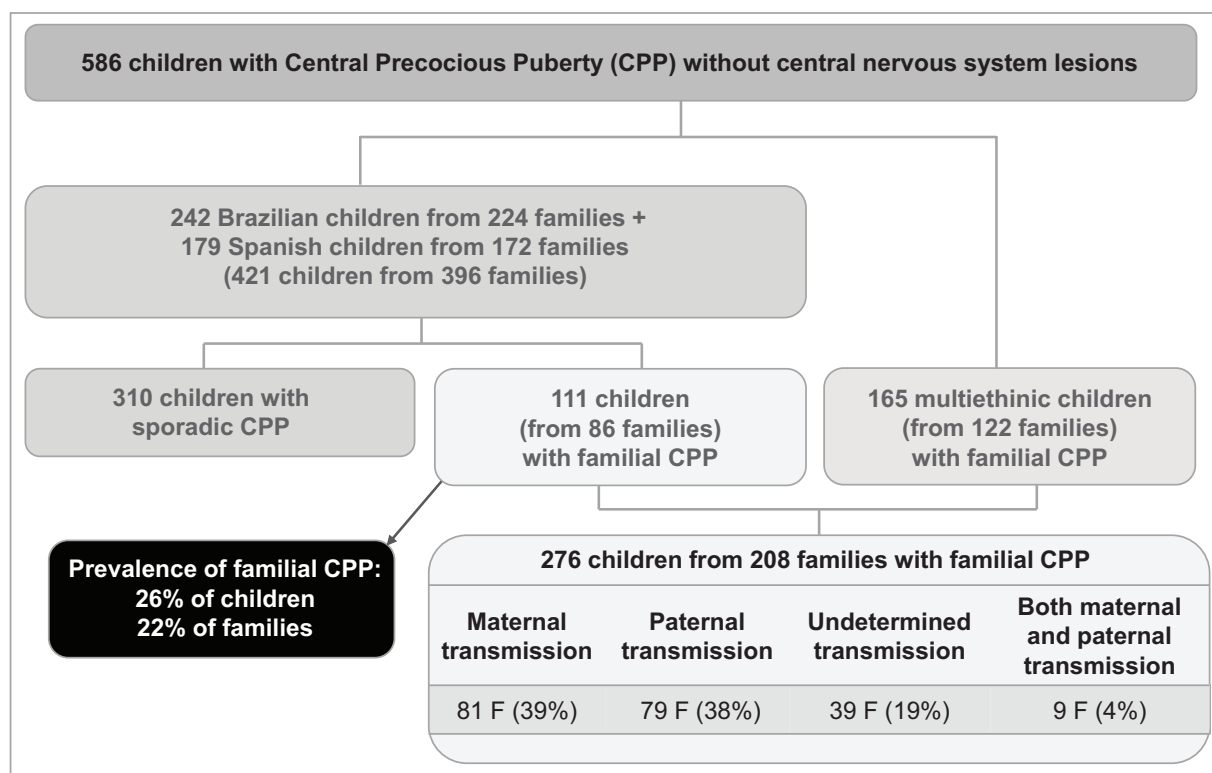 586 children with Central Precocious Puberty (CPP) without central nervous system lesions
242 Brazilian children from 224 families +
179 Spanish children from 172 families
(421 children from 396 families)
310 children with
sporadic CPP
111 children
(from 86 families)
with familial CPP
165 multiethinic children
(from 122 families)
with familial CPP
Prevalence of familial CPP:
26% of children
22% of families
276 children from 208 families with familial CPP
Maternal
transmission
Paternal
transmission
Undetermined
transmission
Both maternal
and paternal
transmission
81 F (39%)
79 F (38%)
39 F (19%)
9 F (4%)